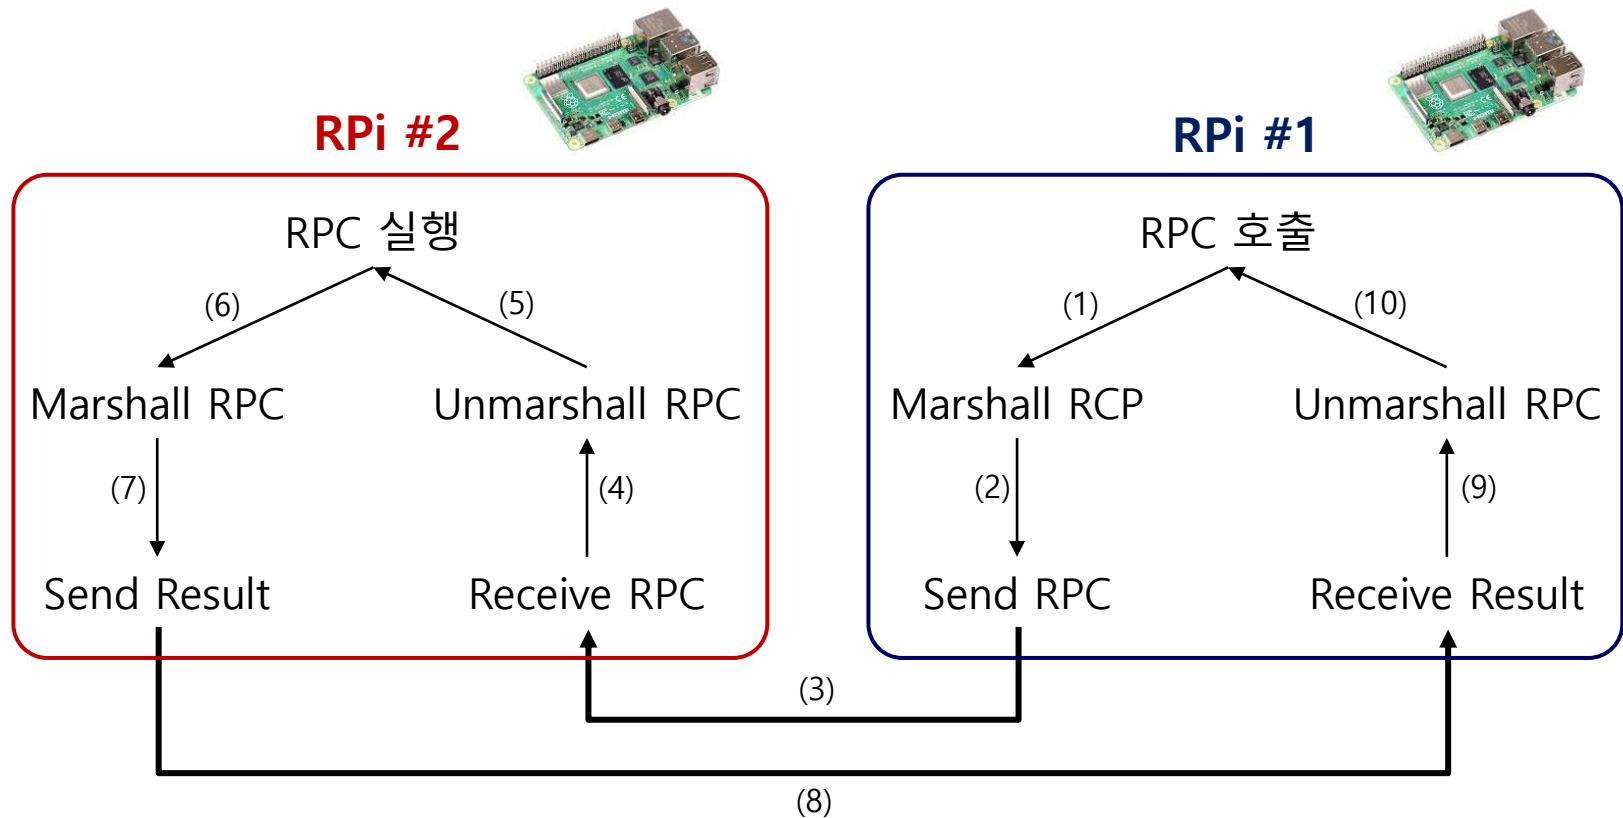 RPi #2
RPi #1
RPC 실행
RPC 호출
(6)
(5)
(1)
(10)
Marshall RPC
Unmarshall RPC
Marshall RCP
Unmarshall RPC
(7)
(4)
(2)
(9)
Send Result
Receive RPC
Send RPC
Receive Result
(3)
(8)